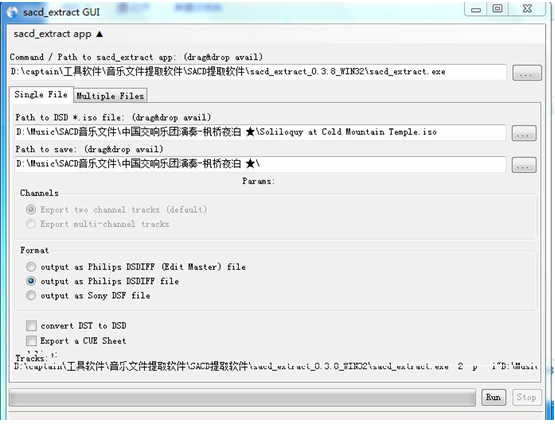 sacd_extract GUI
sacd_extract app ▲
Command / Path to sacd_extract app: (drag&drop avail)
D:\captain\工具软件\音乐文件提取软件\SACD提取软件\sacd_extract_0.3.8_WIN32\sacd_extract.exe
...
Single File
Multiple Files
Path to DSD *.iso file: (drag&drop avail)
D:\Music\SACD音乐文件\中国交响乐团演奏-枫桥夜泊 ★\Soliloquy at Cold Mountain Temple.iso
...
Path to save: (drag&drop avail)
D:\Music\SACD音乐文件\中国交响乐团演奏-枫桥夜泊 ★\
...
Params:
Channels
Export two channel tracks (default)
Export multi-channel tracks
Format
output as Philips DSDIFF (Edit Master) file
output as Philips DSDIFF file
output as Sony DSF file
convert DST to DSD
Export a CUE Sheet
Tracks:
D:\captain\工具软件\音乐文件提取软件\SACD提取软件\sacd_extract_0.3.8_WIN32\sacd_extract.exe -2 -p -i"D:\Music
Run
Stop